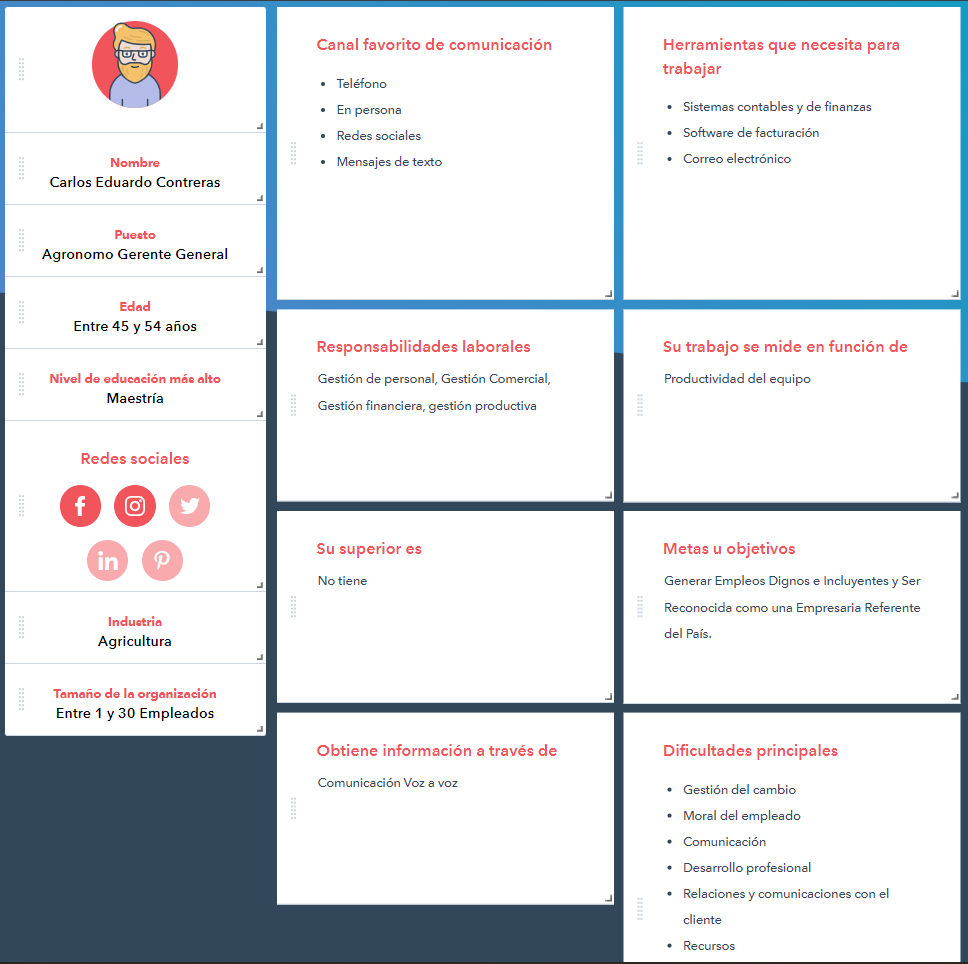 Nombre
Carlos Eduardo Contreras
Puesto
Agronomo Gerente General
Edad
Entre 45 y 54 años
Nivel de educación más alto
Maestría
Redes sociales
f
in
Industria
Agricultura
Tamaño de la organización
Entre 1 y 30 Empleados
Canal favorito de comunicación
• Teléfono
• En persona
• Redes sociales
• Mensajes de texto
Herramientas que necesita para
trabajar
• Sistemas contables y de finanzas
• Software de facturación
• Correo electrónico
Responsabilidades laborales
Gestión de personal, Gestión Comercial,
Gestión financiera, gestión productiva
Su trabajo se mide en función de
Productividad del equipo
Su superior es
No tiene
Metas u objetivos
Generar Empleos Dignos e Incluyentes y Ser
Reconocida como una Empresaria Referente
del País.
Obtiene información a través de
Comunicación Voz a voz
Dificultades principales
• Gestión del cambio
• Moral del empleado
• Comunicación
• Desarrollo profesional
• Relaciones y comunicaciones con el
cliente
• Recursos